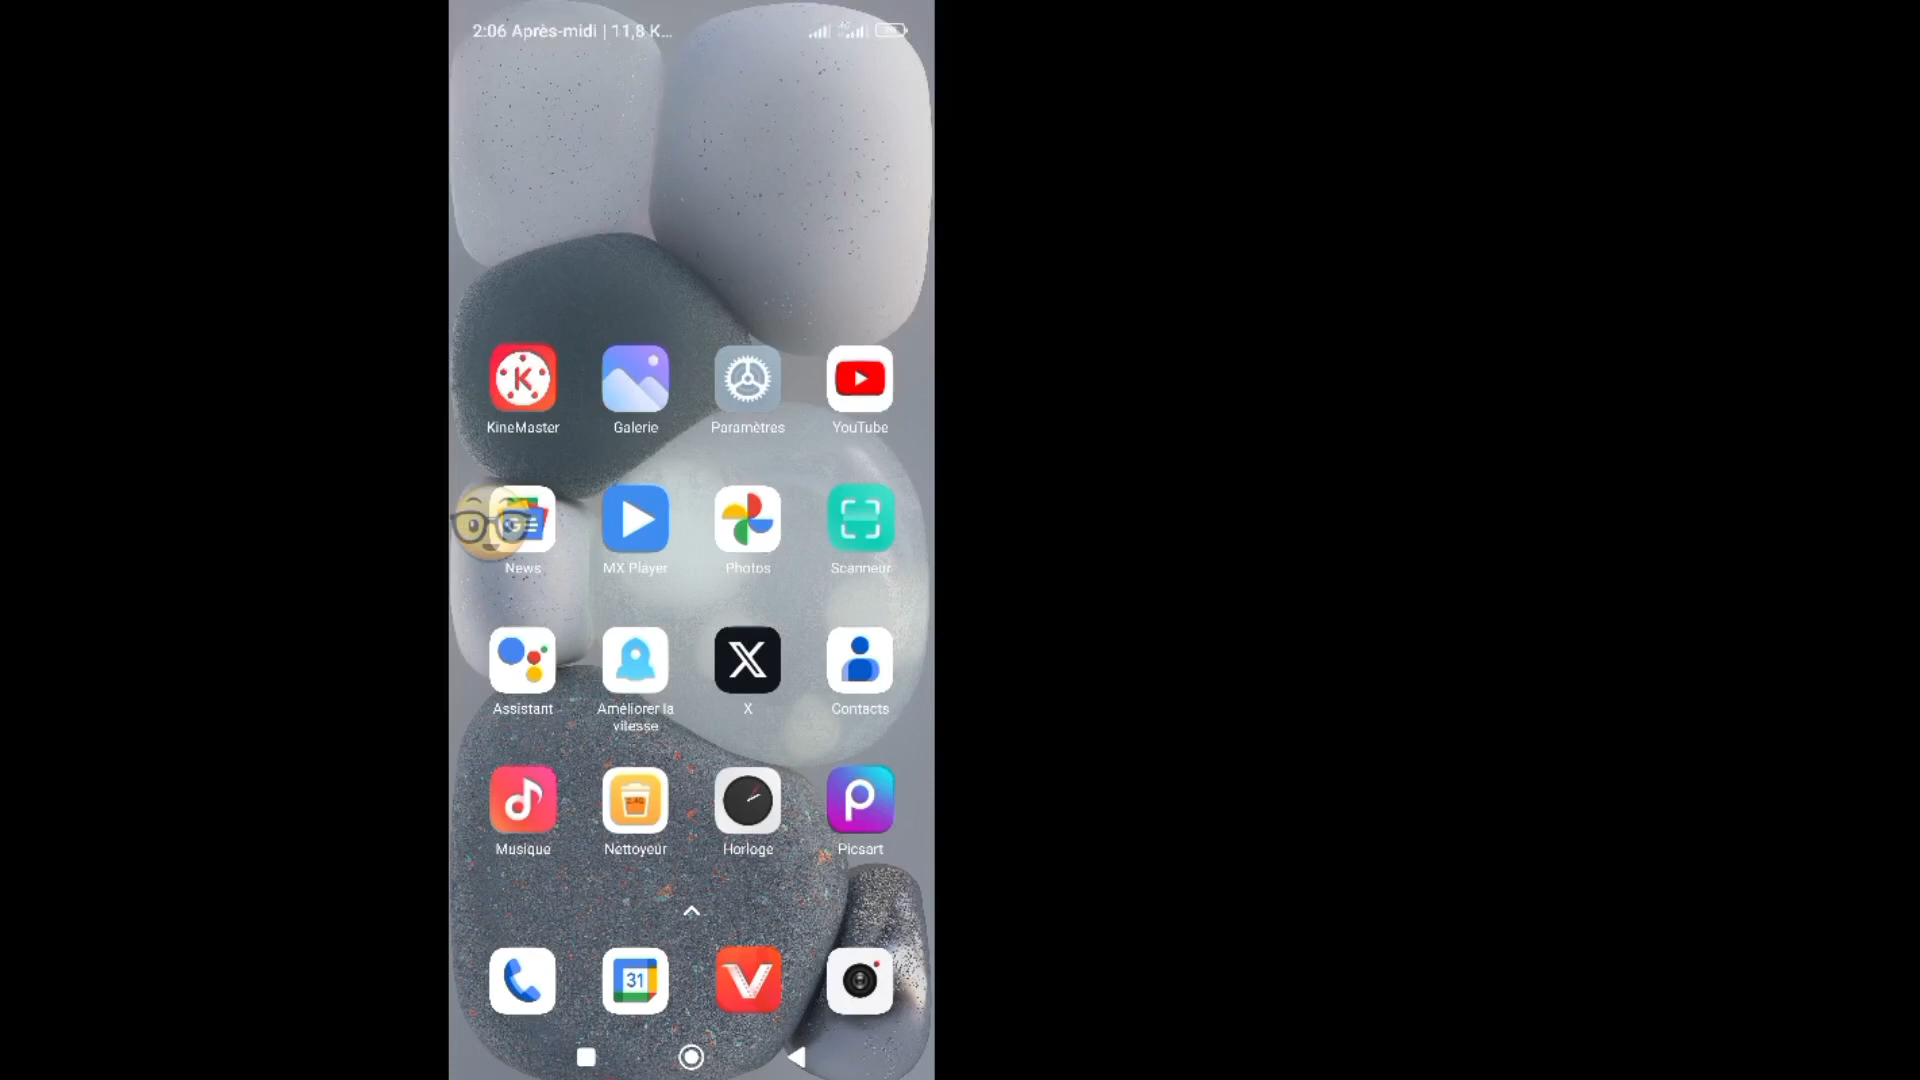 2:06 Après-midi | 11,8 K...
KineMaster
Galerie
Paramètres
YouTube
News
MX Player
Photos
Scanneur
Assistant
Améliorer la
vitesse
X
Contacts
Musique
Nettoyeur
Horloge
Picsart
31